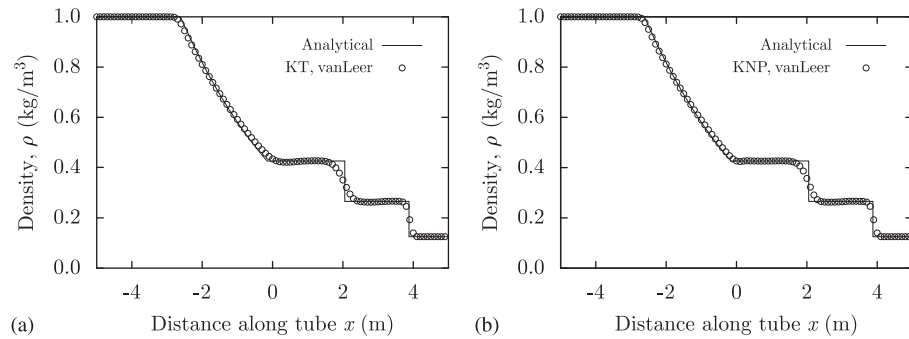 1.0
0.8
0.6
0.4
0.2
0.0
Density, ρ (kg/m³)
Analytical
KT, vanLeer
-4 -2 0 2 4
Distance along tube x (m)
(a)
1.0
0.8
0.6
0.4
0.2
0.0
Density, ρ (kg/m³)
Analytical
KNP, vanLeer
-4 -2 0 2 4
Distance along tube x (m)
(b)